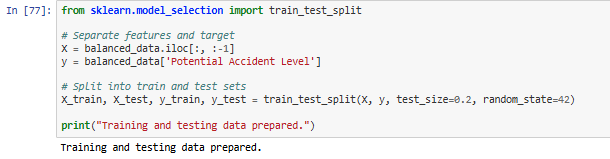 In [77]: from sklearn.model_selection import train_test_split
# Separate features and target
X = balanced_data.iloc[:, :-1]
y = balanced_data['Potential Accident Level']
# Split into train and test sets
X_train, X_test, y_train, y_test = train_test_split(X, y, test_size=0.2, random_state=42)
print("Training and testing data prepared.")
Training and testing data prepared.